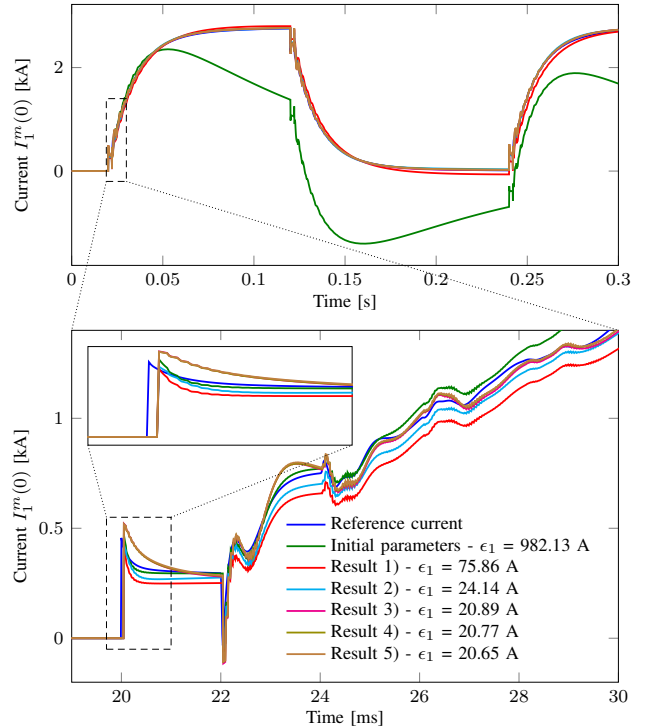 2
0
Current I₁ᵐ(0) [kA]
0
0.05
0.1
0.15
0.2
0.25
0.3
Time [s]
1
0.5
0
Current I₁ᵐ(0) [kA]
Reference current
Initial parameters - ϵ₁ = 982.13 A
Result 1) - ϵ₁ = 75.86 A
Result 2) - ϵ₁ = 24.14 A
Result 3) - ϵ₁ = 20.89 A
Result 4) - ϵ₁ = 20.77 A
Result 5) - ϵ₁ = 20.65 A
20
22
24
26
28
30
Time [ms]